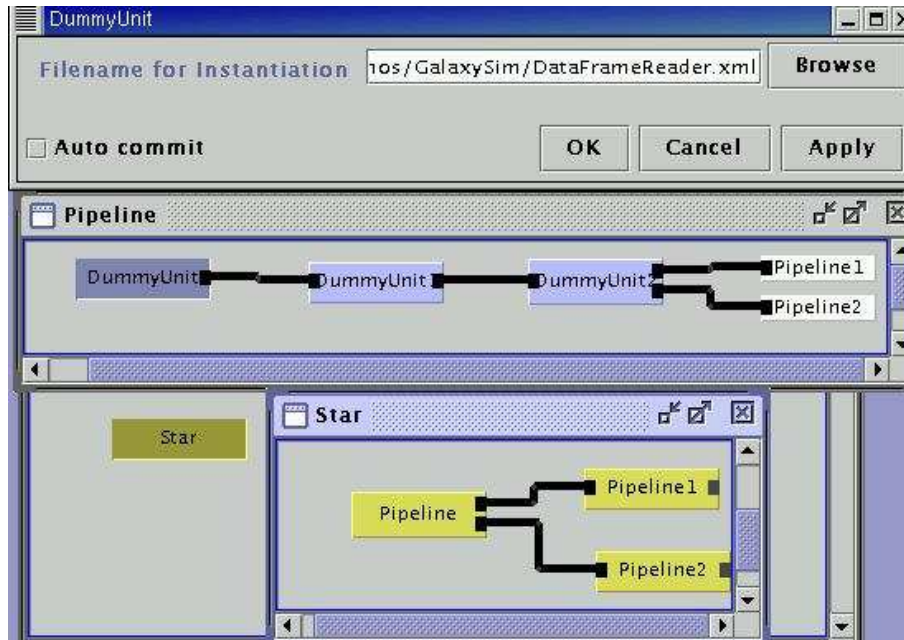 DummyUnit
Filename for Instantiation nos/GalaxySim/DataFrameReader.xml Browse
Auto commit OK Cancel Apply
Pipeline
DummyUnit DummyUnit1 DummyUnit2 Pipeline1
Pipeline2
Star
Star
Pipeline Pipeline1
Pipeline2